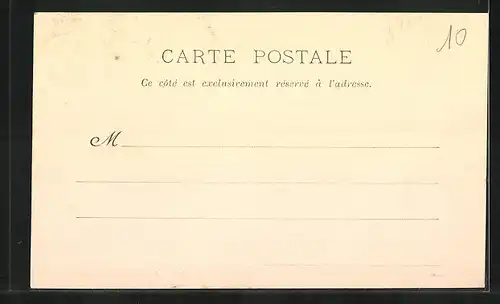 10
CARTE POSTALE
Ce côté est exclusivement réservé à l'adresse.
M